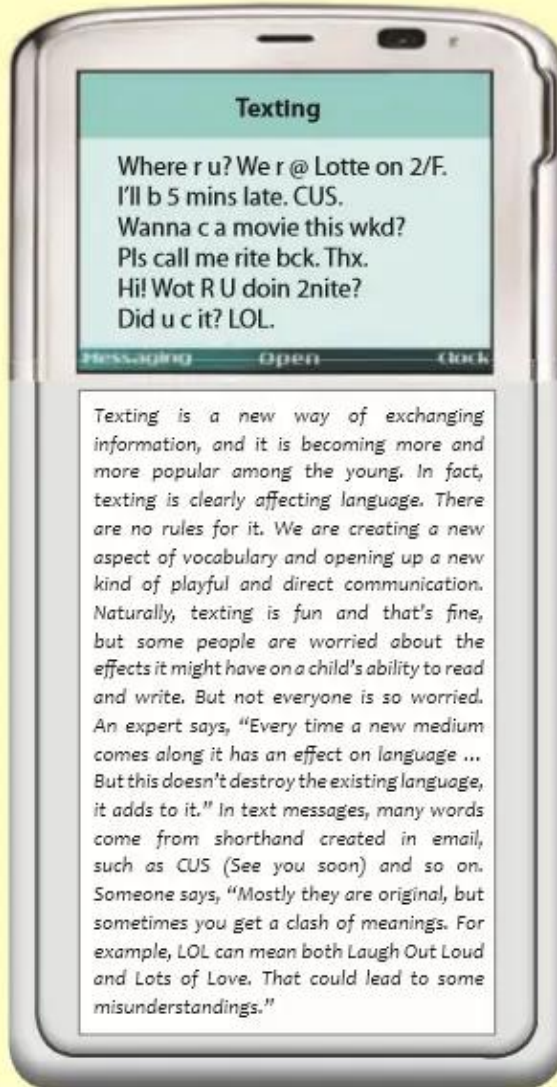 Texting
Where r u? We r @ Lotte on 2/F.
I'll b 5 mins late. CUS.
Wanna c a movie this wkd?
Pls call me rite bck. Thx.
Hi! Wot R U doin 2nite?
Did u c it? LOL.
Messaging Open Clock
Texting is a new way of exchanging
information, and it is becoming more and
more popular among the young. In fact,
texting is clearly affecting language. There
are no rules for it. We are creating a new
aspect of vocabulary and opening up a new
kind of playful and direct communication.
Naturally, texting is fun and that's fine,
but some people are worried about the
effects it might have on a child's ability to read
and write. But not everyone is so worried.
An expert says, “Every time a new medium
comes along it has an effect on language ...
But this doesn't destroy the existing language,
it adds to it.” In text messages, many words
come from shorthand created in email,
such as CUS (See you soon) and so on.
Someone says, “Mostly they are original, but
sometimes you get a clash of meanings. For
example, LOL can mean both Laugh Out Loud
and Lots of Love. That could lead to some
misunderstandings.”